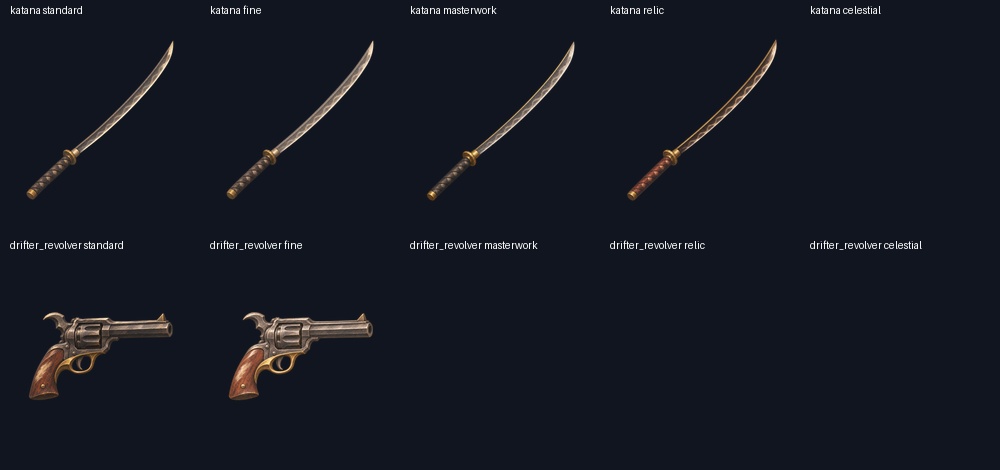 katana standard
katana fine
katana masterwork
katana relic
katana celestial
drifter_revolver standard
drifter_revolver fine
drifter_revolver masterwork
drifter_revolver relic
drifter_revolver celestial